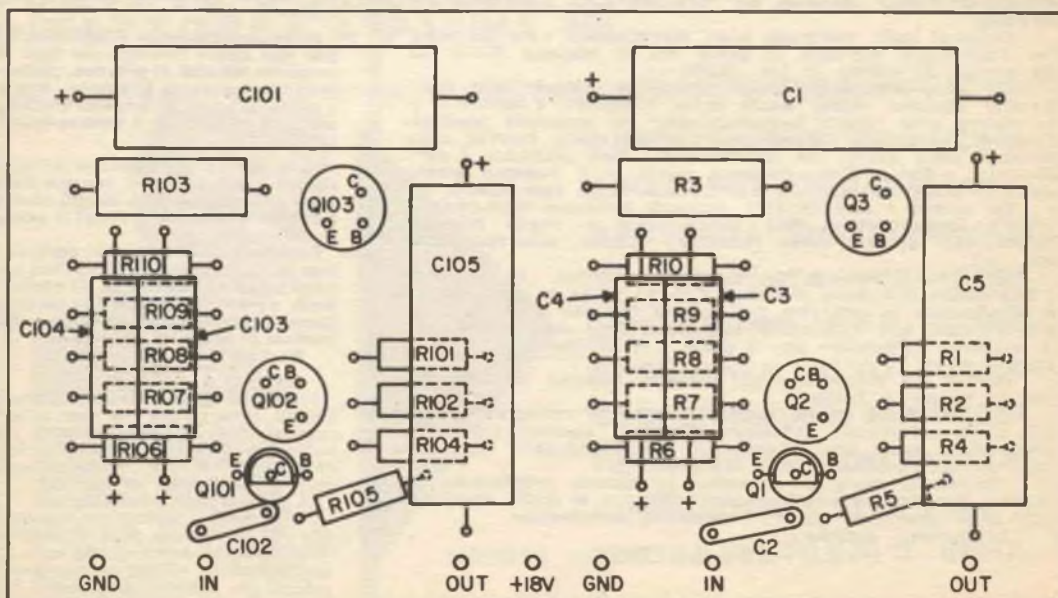 + C101 + C1
R103 C Q103 E B + R3 C Q3 E B +
R110 C105 R10 C5
C104 R109 C103 C4 R9 C3
R108 R101 R8 R1
R107 C B Q102 E R102 R7 C B Q2 E R2
R106 R104 R6 R4
+ + E C B Q101 R105 + + E C B Q1 R5
C102 C2
GND IN OUT +18V GND IN OUT